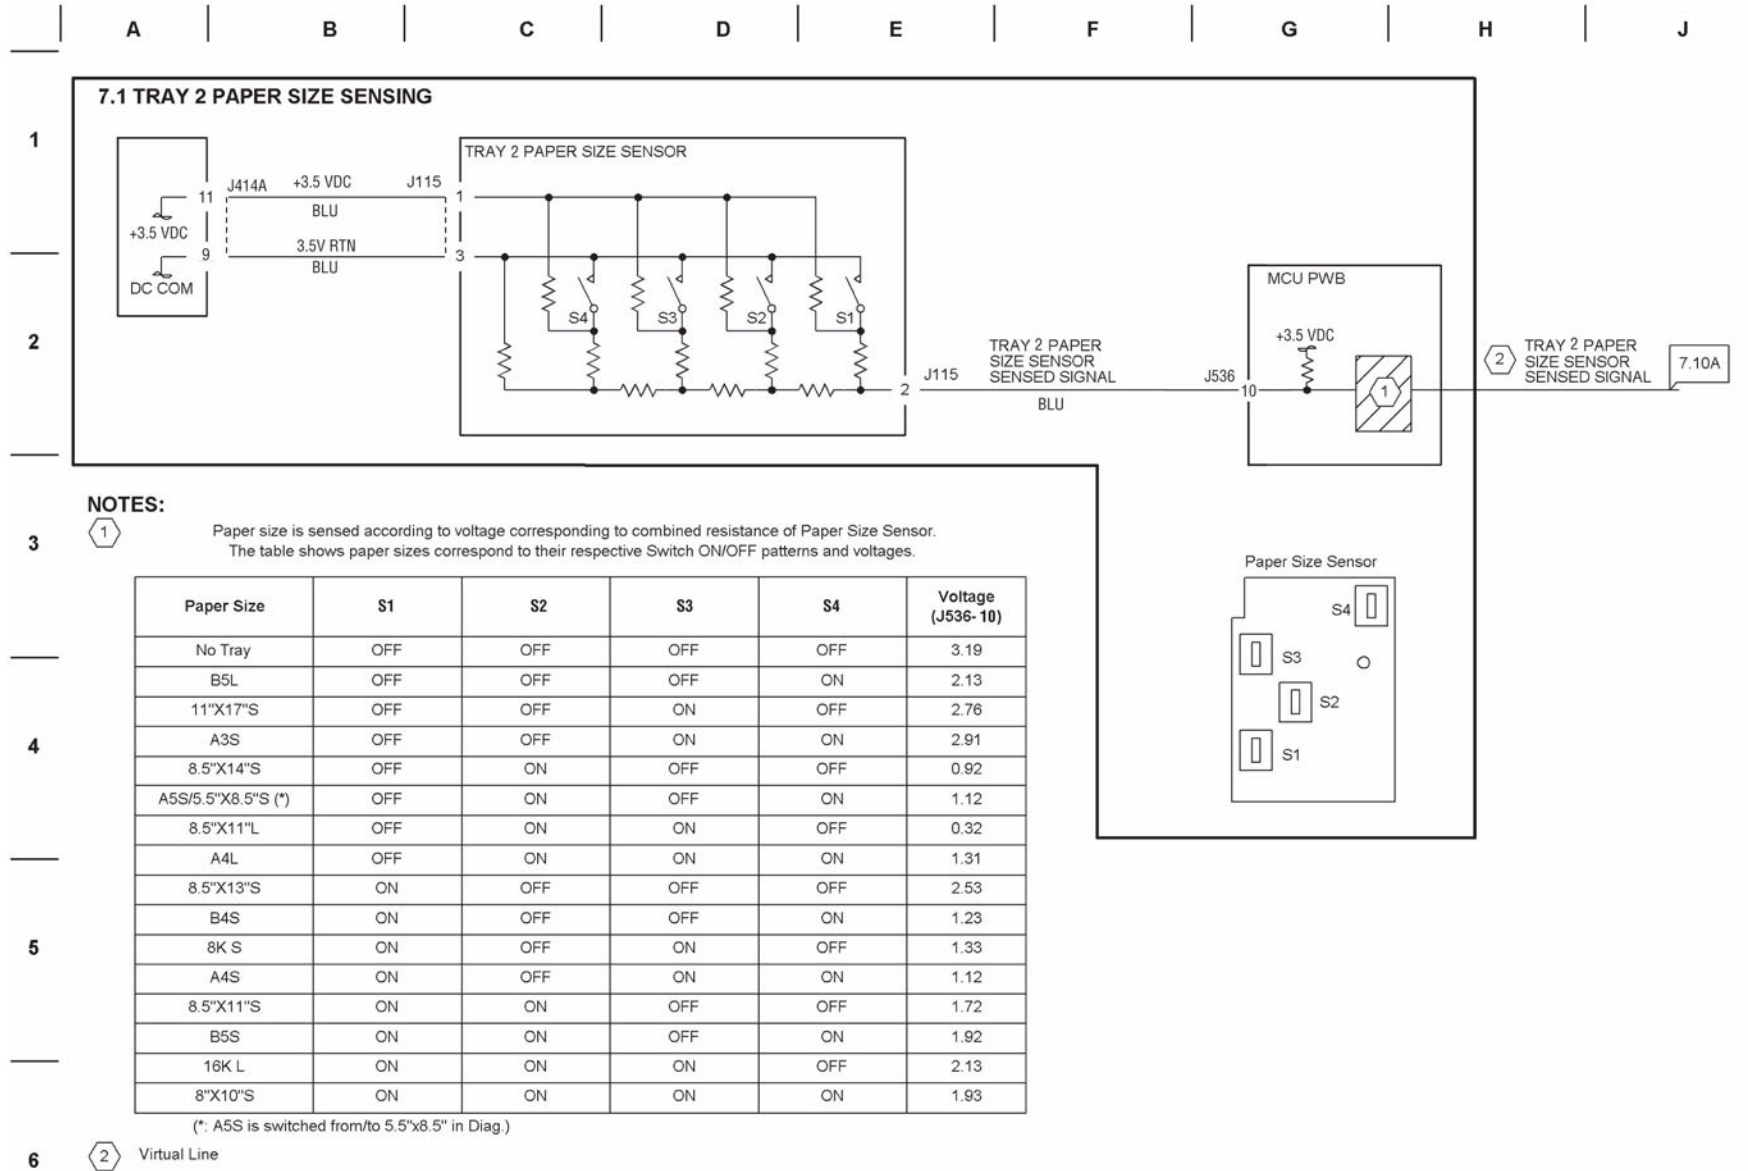 A B C D E F G H J
7.1 TRAY 2 PAPER SIZE SENSING
1
TRAY 2 PAPER SIZE SENSOR
11 J414A +3.5 VDC J115 1
BLU
+3.5 VDC
9 3.5V RTN 3
BLU
DC COM
MCU PWB
S4 S3 S2 S1
2
+3.5 VDC
TRAY 2 PAPER
SIZE SENSOR
SENSED SIGNAL
2 J115
J536
10
1
BLU
2 TRAY 2 PAPER
SIZE SENSOR
SENSED SIGNAL
7.10A
NOTES:
1 Paper size is sensed according to voltage corresponding to combined resistance of Paper Size Sensor.
The table shows paper sizes correspond to their respective Switch ON/OFF patterns and voltages.
3
Paper Size S1 S2 S3 S4 Voltage
(J536-10)
No Tray OFF OFF OFF OFF 3.19
B5L OFF OFF OFF ON 2.13
11"X17"S OFF OFF ON OFF 2.76
A3S OFF OFF ON ON 2.91
8.5"X14"S OFF ON OFF OFF 0.92
A5S/5.5"X8.5"S (*) OFF ON OFF ON 1.12
8.5"X11"L OFF ON ON OFF 0.32
A4L OFF ON ON ON 1.31
8.5"X13"S ON OFF OFF OFF 2.53
B4S ON OFF OFF ON 1.23
8K S ON OFF ON OFF 1.33
A4S ON OFF ON ON 1.12
8.5"X11"S ON ON OFF OFF 1.72
B5S ON ON OFF ON 1.92
16K L ON ON ON OFF 2.13
8"X10"S ON ON ON ON 1.93
(*: A5S is switched from/to 5.5"x8.5" in Diag.)
Paper Size Sensor
S4
S3
S2
S1
4
5
6
2 Virtual Line